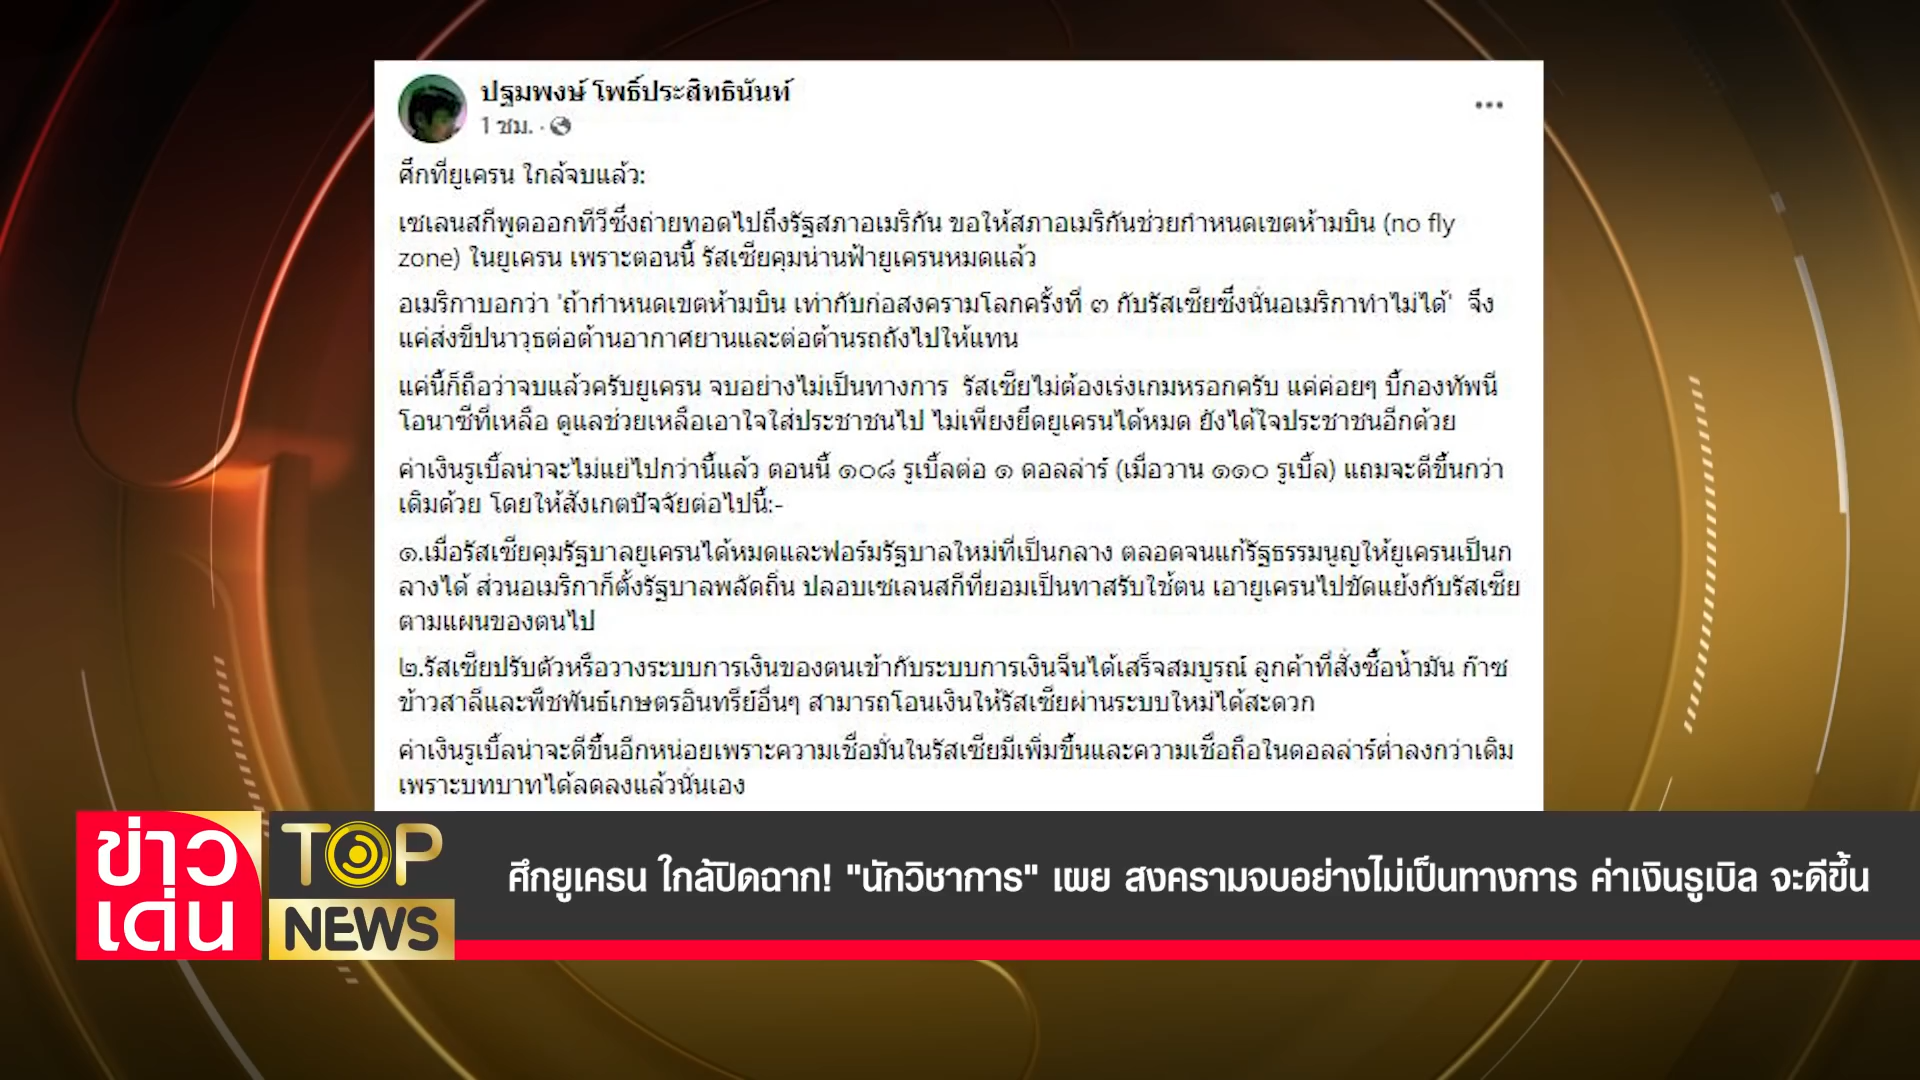 ปฐมพงษ์ โพธิ์ประสิทธินันท์
1 ชม. ·
ศึกที่ยูเครน ใกล้จบแล้ว:
เซเลนสกีพูดออกทีวีซึ่งถ่ายทอดไปถึงรัฐสภาอเมริกัน ขอให้สภาอเมริกันช่วยกำหนดเขตห้ามบิน (no fly
zone) ในยูเครน เพราะตอนนี้ รัสเซียคุมน่านฟ้ายูเครนหมดแล้ว
อเมริกาบอกว่า 'ถ้ากำหนดเขตห้ามบิน เท่ากับก่อสงครามโลกครั้งที่ ๓ กับรัสเซียซึ่งนั่นอเมริกาทำไม่ได้' จึง
แค่ส่งขีปนาวุธต่อต้านอากาศยานและต่อต้านรถถังไปให้แทน
แค่นี้ก็ถือว่าจบแล้วครับยูเครน จบอย่างไม่เป็นทางการ รัสเซียไม่ต้องเร่งเกมหรอกครับ แค่ค่อยๆ บี้กองทัพนี
โอนาซีที่เหลือ ดูแลช่วยเหลือเอาใจใส่ประชาชนไป ไม่เพียงยึดยูเครนได้หมด ยังได้ใจประชาชนอีกด้วย
ค่าเงินรูเบิ้ลน่าจะไม่แย่ไปกว่านี้แล้ว ตอนนี้ ๑๐๘ รูเบิ้ลต่อ ๑ ดอลล่าร์ (เมื่อวาน ๑๑๐ รูเบิ้ล) แถมจะดีขึ้นกว่า
เดิมด้วย โดยให้สังเกตปัจจัยต่อไปนี้:-
๑.เมื่อรัสเซียคุมรัฐบาลยูเครนได้หมดและฟอร์มรัฐบาลใหม่ที่เป็นกลาง ตลอดจนแก้รัฐธรรมนูญให้ยูเครนเป็นก
ลางได้ ส่วนอเมริกาก็ตั้งรัฐบาลพลัดถิ่น ปลอบเซเลนสกีที่ยอมเป็นทาสรับใช้ตน เอายูเครนไปขัดแย้งกับรัสเซีย
ตามแผนของตนไป
๒.รัสเซียปรับตัวหรือวางระบบการเงินของตนเข้ากับระบบการเงินจีนได้เสร็จสมบูรณ์ ลูกค้าที่สั่งซื้อน้ำมัน ก๊าซ
ข้าวสาลีและพืชพันธ์เกษตรอินทรีย์อื่นๆ สามารถโอนเงินให้รัสเซียผ่านระบบใหม่ได้สะดวก
ค่าเงินรูเบิ้ลน่าจะดีขึ้นอีกหน่อยเพราะความเชื่อมั่นในรัสเซียมีเพิ่มขึ้นและความเชื่อถือในดอลล่าร์ต่ำลงกว่าเดิม
เพราะบทบาทได้ลดลงแล้วนั่นเอง
ข่าว
เด่น
TOP
NEWS
ศึกยูเครน ใกล้ปิดฉาก! "นักวิชาการ" เผย สงครามจบอย่างไม่เป็นทางการ ค่าเงินรูเบิล จะดีขึ้น